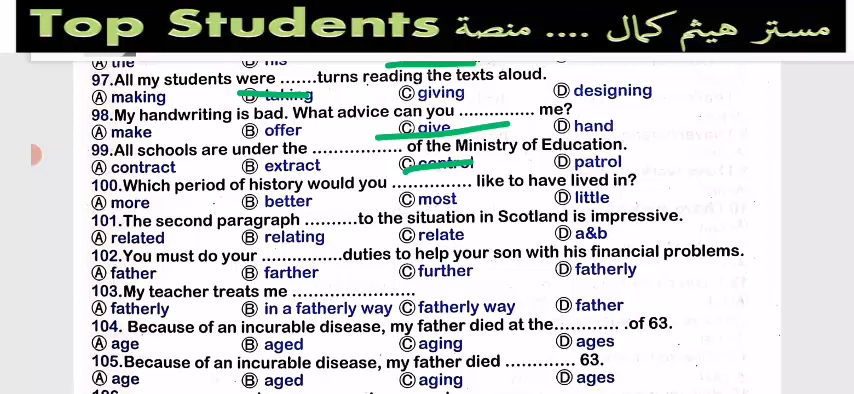 Top Students مستر هيثم كمال .... منصة
Ⓐ the Ⓑ his
97.All my students were .......turns reading the texts aloud.
Ⓐ making Ⓑ taking Ⓒ giving Ⓓ designing
98.My handwriting is bad. What advice can you .............. me?
Ⓐ make Ⓑ offer Ⓒ give Ⓓ hand
99.All schools are under the ................. of the Ministry of Education.
Ⓐ contract Ⓑ extract Ⓒ control Ⓓ patrol
100.Which period of history would you ............... like to have lived in?
Ⓐ more Ⓑ better Ⓒ most Ⓓ little
101.The second paragraph ..........to the situation in Scotland is impressive.
Ⓐ related Ⓑ relating Ⓒ relate Ⓓ a&b
102.You must do your ...............duties to help your son with his financial problems.
Ⓐ father Ⓑ farther Ⓒ further Ⓓ fatherly
103.My teacher treats me .......................
Ⓐ fatherly Ⓑ in a fatherly way Ⓒ fatherly way Ⓓ father
104. Because of an incurable disease, my father died at the............ .of 63.
Ⓐ age Ⓑ aged Ⓒ aging Ⓓ ages
105.Because of an incurable disease, my father died ............. 63.
Ⓐ age Ⓑ aged Ⓒ aging Ⓓ ages